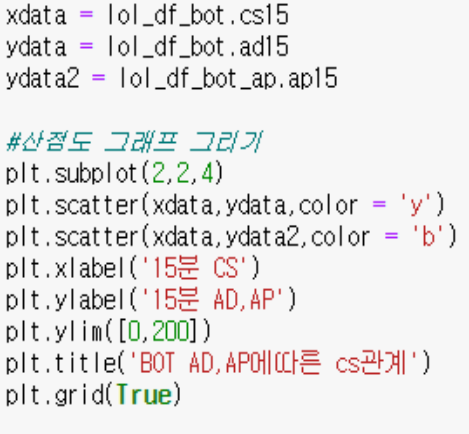 xdata = lol_df_bot.cs15
ydata = lol_df_bot.ad15
ydata2 = lol_df_bot_ap.ap15
#산점도 그래프 그리기
plt.subplot(2,2,4)
plt.scatter(xdata,ydata,color = 'y')
plt.scatter(xdata,ydata2,color = 'b')
plt.xlabel('15분 CS')
plt.ylabel('15분 AD,AP')
plt.ylim([0,200])
plt.title('BOT AD,AP에따른 cs관계')
plt.grid(True)